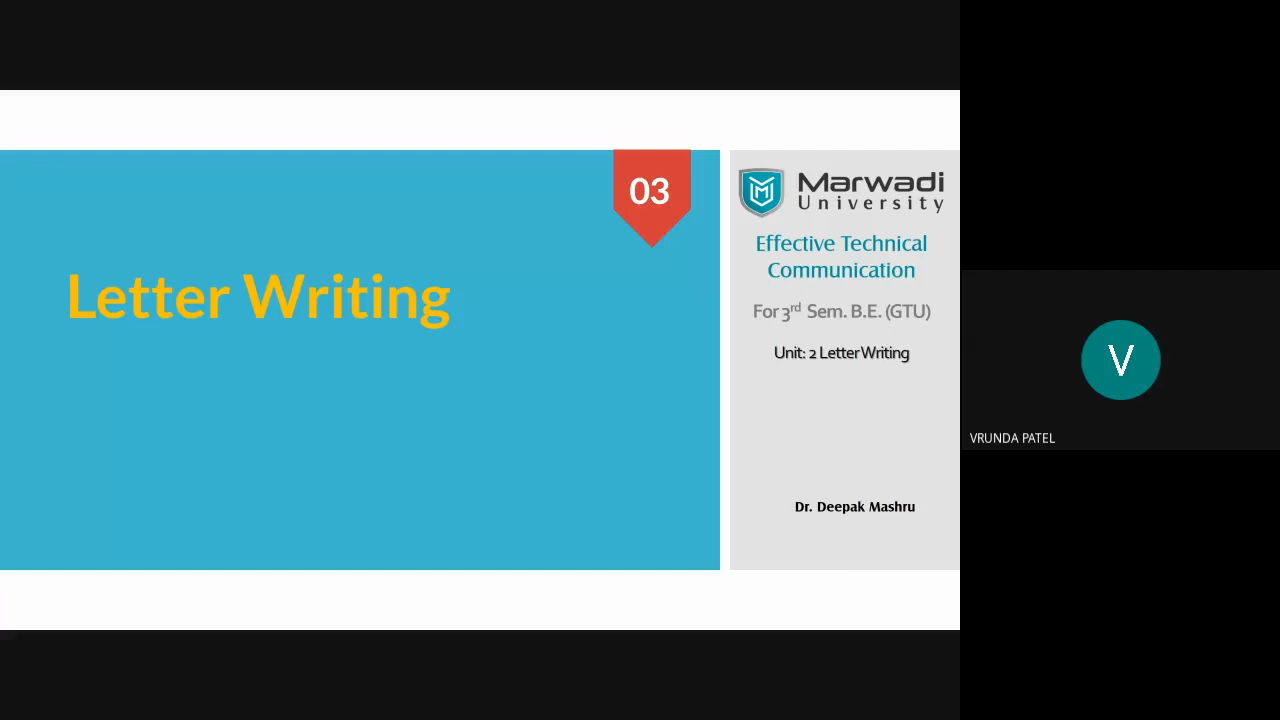 03
Letter Writing
Marwadi
University
Effective Technical
Communication
For 3rd Sem. B.E. (GTU)
Unit: 2 Letter Writing
Dr. Deepak Mashru
V
VRUNDA PATEL